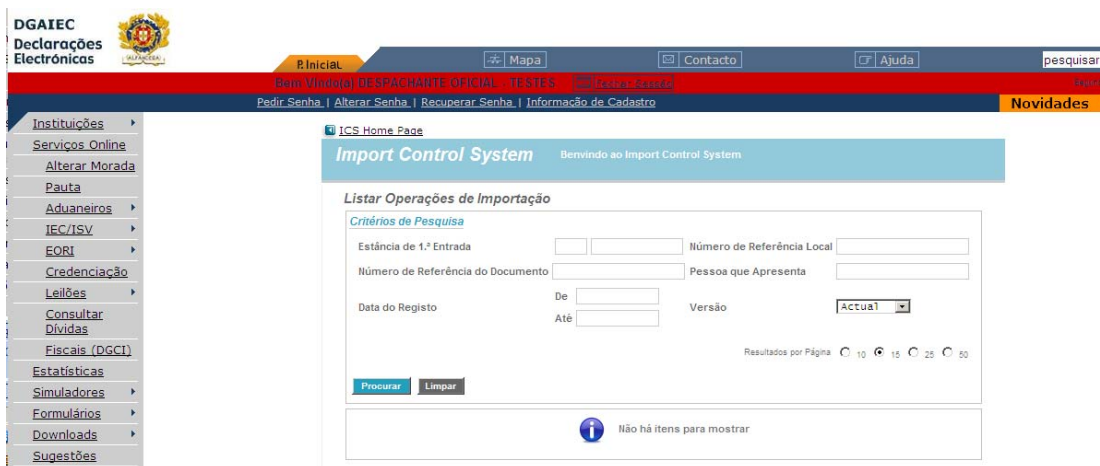 DGAIEC
Declarações
Electrónicas
P.Inicial
Mapa
Contacto
Ajuda
pesquisar
Bem Vindo(a) DESPACHANTE OFICIAL - TESTES
Fechar Sessão
Pedir Senha | Alterar Senha | Recuperar Senha | Informação de Cadastro
Novidades
Instituições
Serviços Online
Alterar Morada
Pauta
Aduaneiros
IEC/ISV
EORI
Credenciação
Leilões
Consultar
Dívidas
Fiscais (DGCI)
Estatísticas
Simuladores
Formulários
Downloads
Sugestões
ICS Home Page
Import Control System
Benvindo ao Import Control System
Listar Operações de Importação
Critérios de Pesquisa
Estância de 1.ª Entrada
Número de Referência Local
Número de Referência do Documento
Pessoa que Apresenta
Data do Registo
De
Até
Versão
Actual
Resultados por Página 10 15 25 50
Procurar
Limpar
Não há itens para mostrar